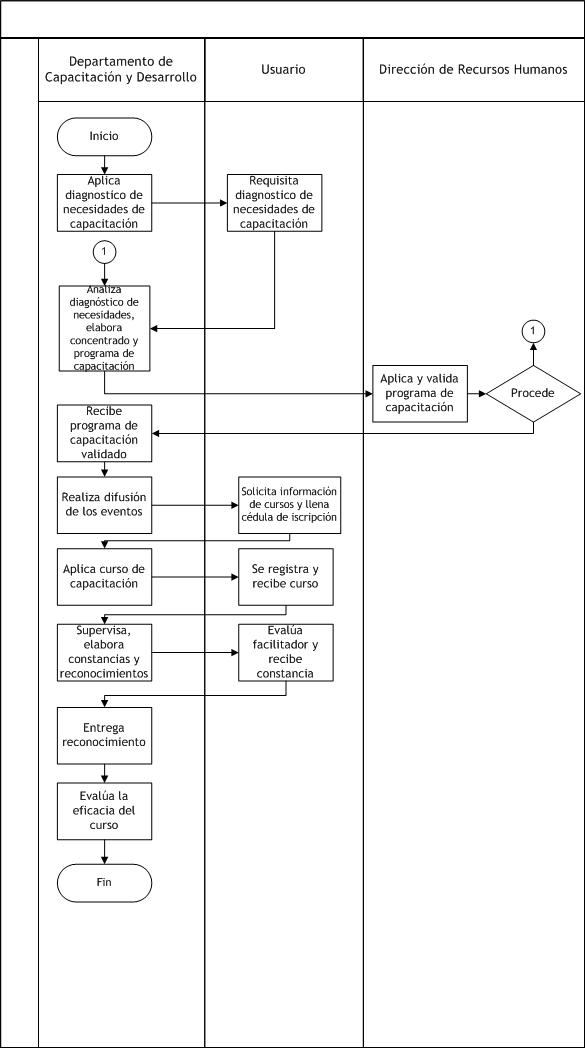 Departamento de
Capacitación y Desarrollo
Usuario
Dirección de Recursos Humanos
Inicio
Aplica
diagnostico de
necesidades de
capacitación
Requisita
diagnostico de
necesidades de
capacitación
1
Analiza
diagnóstico de
necesidades,
elabora
concentrado y
programa de
capacitación
1
Aplica y valida
programa de
capacitación
Procede
Recibe
programa de
capacitación
validado
Realiza difusión
de los eventos
Solicita información
de cursos y llena
cédula de iscripción
Aplica curso de
capacitación
Se registra y
recibe curso
Supervisa,
elabora
constancias y
reconocimientos
Evalúa
facilitador y
recibe
constancia
Entrega
reconocimiento
Evalúa la
eficacia del
curso
Fin